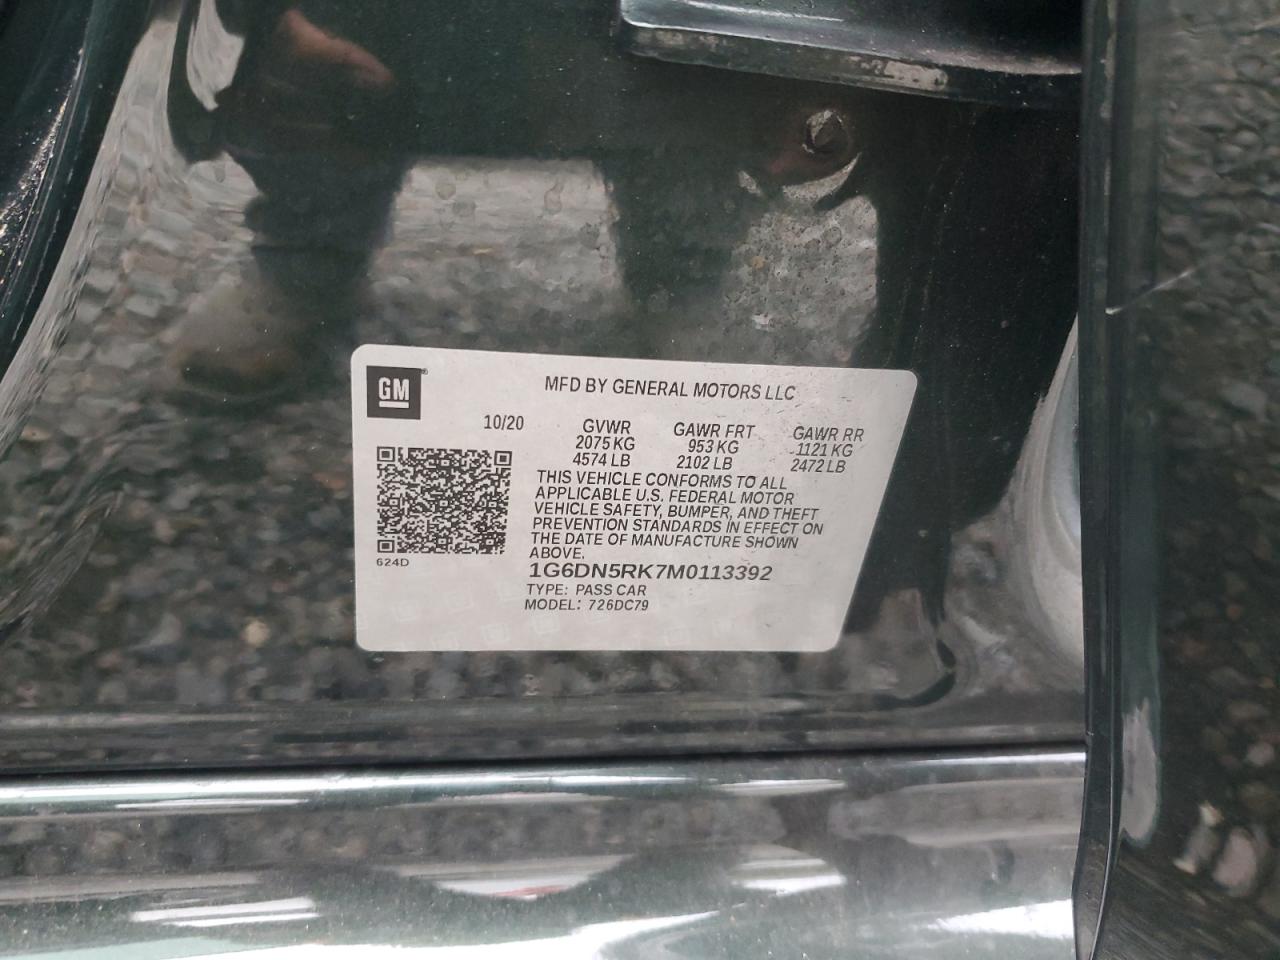 GM
MFD BY GENERAL MOTORS LLC
10/20 GVWR GAWR FRT GAWR RR
2075 KG 953 KG 1121 KG
4574 LB 2102 LB 2472 LB
THIS VEHICLE CONFORMS TO ALL
APPLICABLE U.S. FEDERAL MOTOR
VEHICLE SAFETY, BUMPER, AND THEFT
PREVENTION STANDARDS IN EFFECT ON
THE DATE OF MANUFACTURE SHOWN
ABOVE.
624D
1G6DN5RK7M0113392
TYPE: PASS CAR
MODEL: 726DC79